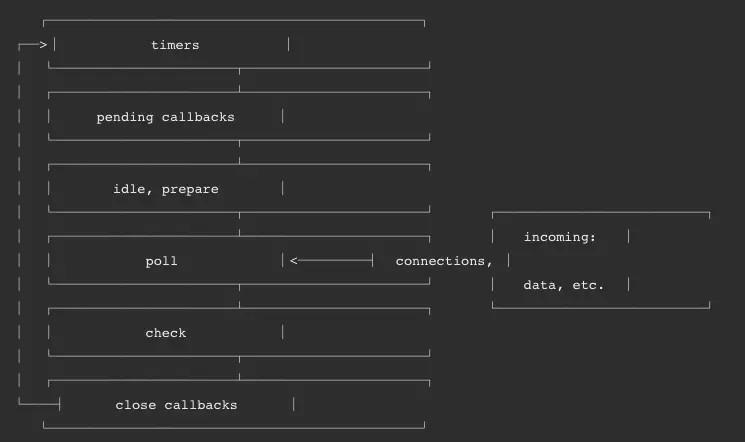 timers
pending callbacks
idle, prepare
incoming:
poll
connections,
data, etc.
check
close callbacks